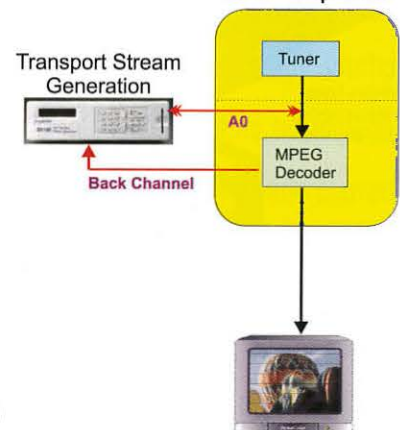 Transport Stream
Generation
Tuner
A0
MPEG
Decoder
Back Channel